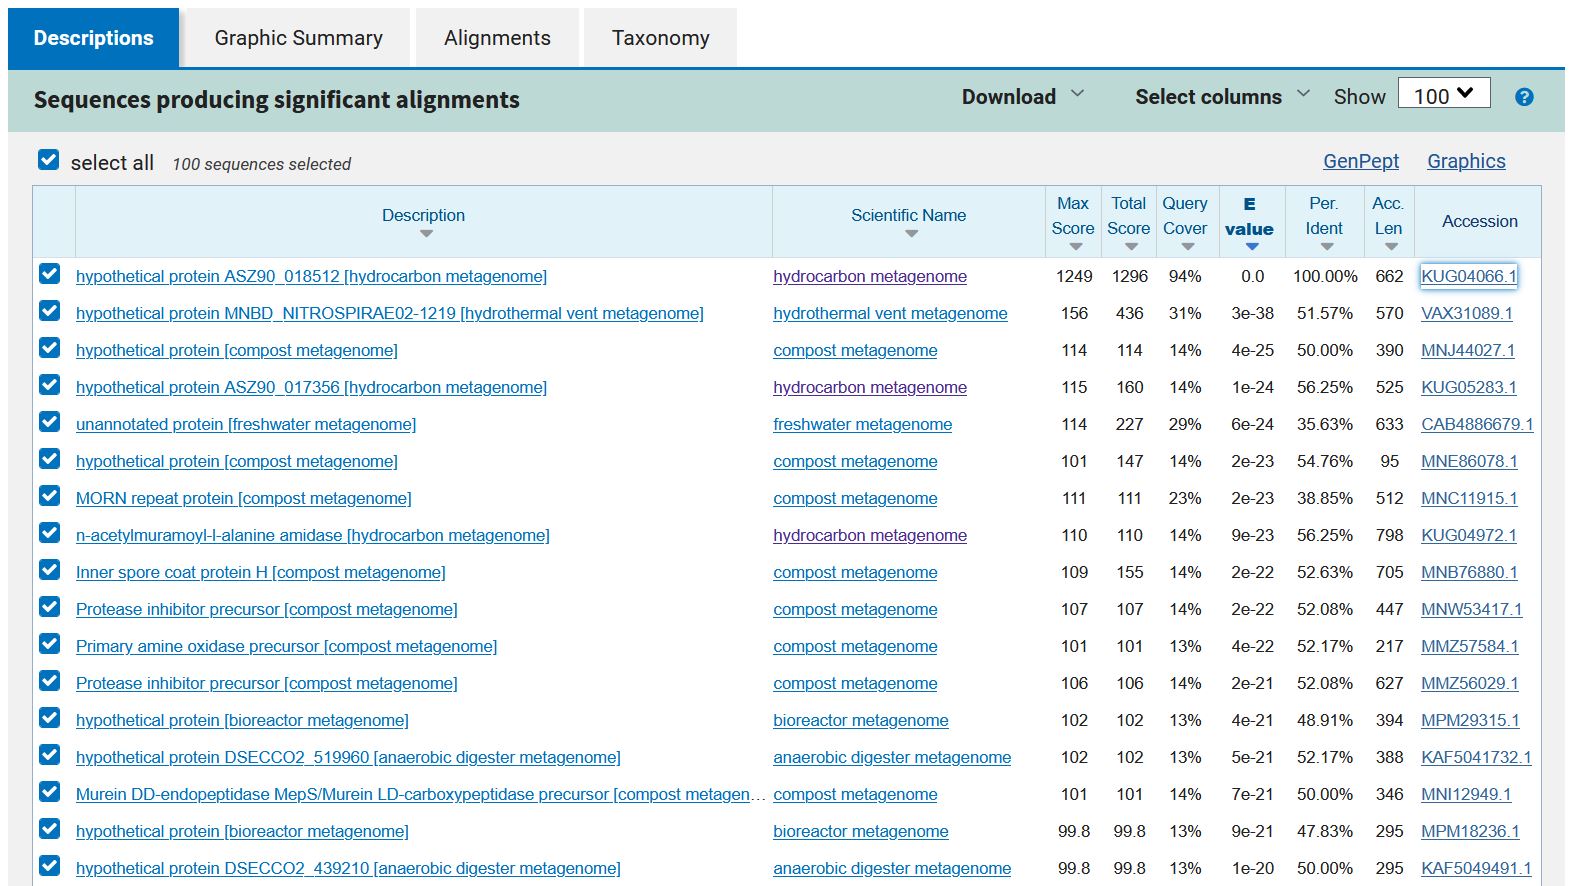 Descriptions Graphic Summary Alignments Taxonomy
Sequences producing significant alignments Download Select columns Show 100 ?
select all 100 sequences selected GenPept Graphics
Description Scientific Name Max Score Total Score Query Cover E value Per. Ident Acc. Len Accession
hypothetical protein ASZ90_018512 [hydrocarbon metagenome] hydrocarbon metagenome 1249 1296 94% 0.0 100.00% 662 KUG04066.1
hypothetical protein MNBD_NITROSPIRAE02-1219 [hydrothermal vent metagenome] hydrothermal vent metagenome 156 436 31% 3e-38 51.57% 570 VAX31089.1
hypothetical protein [compost metagenome] compost metagenome 114 114 14% 4e-25 50.00% 390 MNJ44027.1
hypothetical protein ASZ90_017356 [hydrocarbon metagenome] hydrocarbon metagenome 115 160 14% 1e-24 56.25% 525 KUG05283.1
unannotated protein [freshwater metagenome] freshwater metagenome 114 227 29% 6e-24 35.63% 633 CAB4886679.1
hypothetical protein [compost metagenome] compost metagenome 101 147 14% 2e-23 54.76% 95 MNE86078.1
MORN repeat protein [compost metagenome] compost metagenome 111 111 23% 2e-23 38.85% 512 MNC11915.1
n-acetylmuramoyl-l-alanine amidase [hydrocarbon metagenome] hydrocarbon metagenome 110 110 14% 9e-23 56.25% 798 KUG04972.1
Inner spore coat protein H [compost metagenome] compost metagenome 109 155 14% 2e-22 52.63% 705 MNB76880.1
Protease inhibitor precursor [compost metagenome] compost metagenome 107 107 14% 2e-22 52.08% 447 MNW53417.1
Primary amine oxidase precursor [compost metagenome] compost metagenome 101 101 13% 4e-22 52.17% 217 MMZ57584.1
Protease inhibitor precursor [compost metagenome] compost metagenome 106 106 14% 2e-21 52.08% 627 MMZ56029.1
hypothetical protein [bioreactor metagenome] bioreactor metagenome 102 102 13% 4e-21 48.91% 394 MPM29315.1
hypothetical protein DSECCO2_519960 [anaerobic digester metagenome] anaerobic digester metagenome 102 102 13% 5e-21 52.17% 388 KAF5041732.1
Murein DD-endopeptidase MepS/Murein LD-carboxypeptidase precursor [compost metagen... compost metagenome 101 101 14% 7e-21 50.00% 346 MNI12949.1
hypothetical protein [bioreactor metagenome] bioreactor metagenome 99.8 99.8 13% 9e-21 47.83% 295 MPM18236.1
hypothetical protein DSECCO2_439210 [anaerobic digester metagenome] anaerobic digester metagenome 99.8 99.8 13% 1e-20 50.00% 295 KAF5049491.1